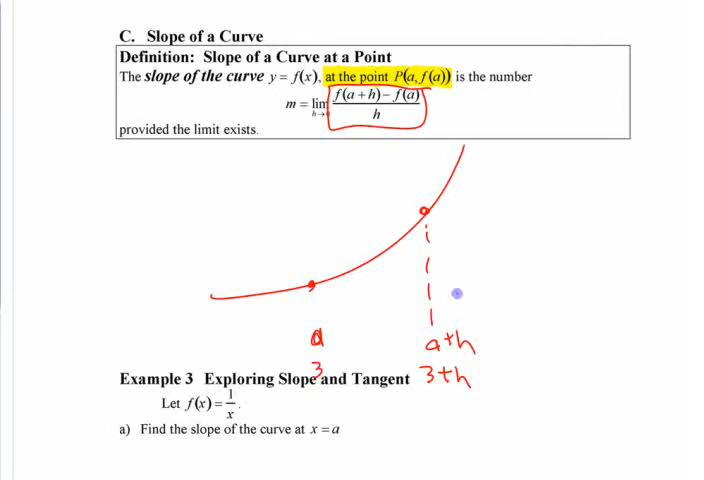 C. Slope of a Curve
Definition: Slope of a Curve at a Point
The slope of the curve y = f(x), at the point P(a, f(a)) is the number
m = lim h→0 f(a+h) − f(a) / h
provided the limit exists.
a a+h
3 3+h
Example 3 Exploring Slope and Tangent
Let f(x) = 1/x.
a) Find the slope of the curve at x = a